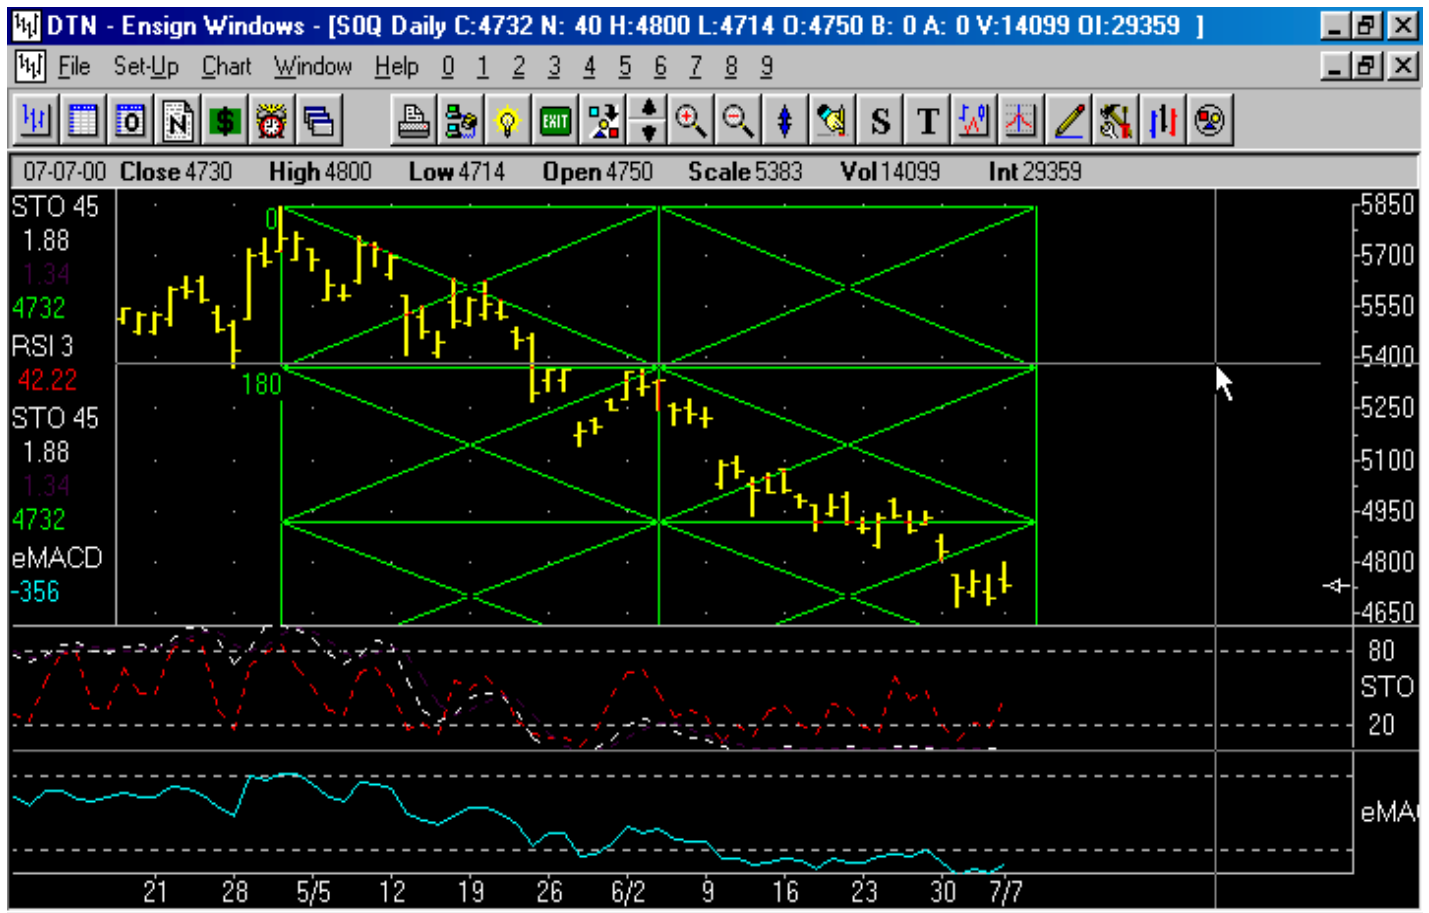 DTN - Ensign Windows - [S0Q Daily C:4732 N: 40 H:4800 L:4714 O:4750 B: 0 A: 0 V:14099 OI:29359 ]
File Set-Up Chart Window Help 0 1 2 3 4 5 6 7 8 9
O N $ EXIT S T
07-07-00 Close 4730 High 4800 Low 4714 Open 4750 Scale 5383 Vol 14099 Int 29359
STO 45
1.88
1.34
4732
RSI 3
42.22
STO 45
1.88
1.34
4732
eMACD
-356
0
180
5850
5700
5550
5400
5250
5100
4950
4800
4650
80
STO
20
eMA
21 28 5/5 12 19 26 6/2 9 16 23 30 7/7